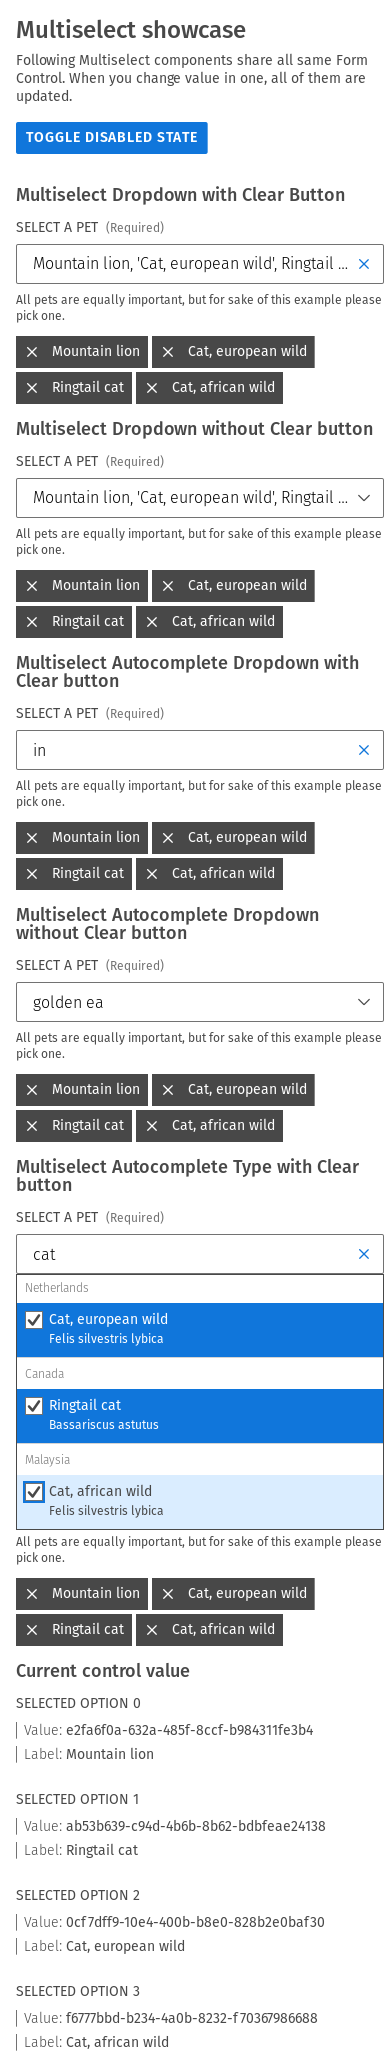 Multiselect showcase
Following Multiselect components share all same Form
Control. When you change value in one, all of them are
updated.
TOGGLE DISABLED STATE
Multiselect Dropdown with Clear Button
SELECT A PET (Required)
Mountain lion, 'Cat, european wild', Ringtail ...
All pets are equally important, but for sake of this example please
pick one.
Mountain lion Cat, european wild
Ringtail cat Cat, african wild
Multiselect Dropdown without Clear button
SELECT A PET (Required)
Mountain lion, 'Cat, european wild', Ringtail ...
All pets are equally important, but for sake of this example please
pick one.
Mountain lion Cat, european wild
Ringtail cat Cat, african wild
Multiselect Autocomplete Dropdown with
Clear button
SELECT A PET (Required)
in
All pets are equally important, but for sake of this example please
pick one.
Mountain lion Cat, european wild
Ringtail cat Cat, african wild
Multiselect Autocomplete Dropdown
without Clear button
SELECT A PET (Required)
golden ea
All pets are equally important, but for sake of this example please
pick one.
Mountain lion Cat, european wild
Ringtail cat Cat, african wild
Multiselect Autocomplete Type with Clear
button
SELECT A PET (Required)
cat
Netherlands
Cat, european wild
Felis silvestris lybica
Canada
Ringtail cat
Bassariscus astutus
Malaysia
Cat, african wild
Felis silvestris lybica
All pets are equally important, but for sake of this example please
pick one.
Mountain lion Cat, european wild
Ringtail cat Cat, african wild
Current control value
SELECTED OPTION 0
Value: e2fa6f0a-632a-485f-8ccf-b984311fe3b4
Label: Mountain lion
SELECTED OPTION 1
Value: ab53b639-c94d-4b6b-8b62-bdbfeae24138
Label: Ringtail cat
SELECTED OPTION 2
Value: 0cf7dff9-10e4-400b-b8e0-828b2e0baf30
Label: Cat, european wild
SELECTED OPTION 3
Value: f6777bbd-b234-4a0b-8232-f70367986688
Label: Cat, african wild